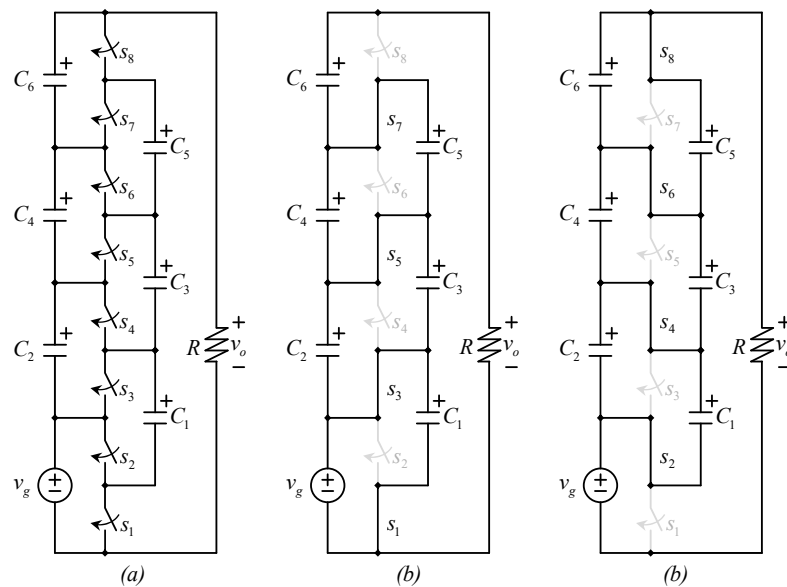 s8
C6 +
s7
+ C5
s6
C4 +
s5
+ C3
s4
C2 +
R + vo −
s3
+ C1
s2
vg + −
s1
(a)
s8
C6 +
s7
+ C5
s6
C4 +
s5
+ C3
s4
C2 +
R + vo −
s3
+ C1
s2
vg + −
s1
(b)
s8
C6 +
s7
+ C5
s6
C4 +
s5
+ C3
s4
C2 +
R + vo −
s3
+ C1
s2
vg + −
s1
(b)